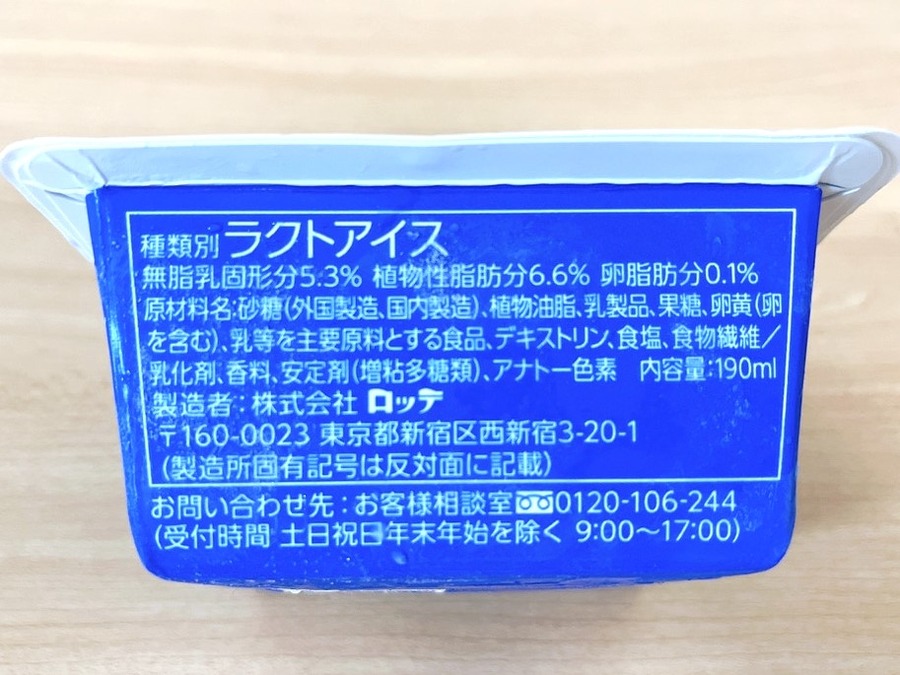 種類別 ラクトアイス
無脂乳固形分5.3% 植物性脂肪分6.6% 卵脂肪分0.1%
原材料名:砂糖(外国製造、国内製造)、植物油脂、乳製品、果糖、卵黄(卵
を含む)、乳等を主要原料とする食品、デキストリン、食塩、食物繊維/
乳化剤、香料、安定剤(増粘多糖類)、アナトー色素 内容量:190ml
製造者:株式会社 ロッテ
〒160-0023 東京都新宿区西新宿3-20-1
(製造所固有記号は反対面に記載)
お問い合わせ先:お客様相談室 0120-106-244
(受付時間 土日祝日年末年始を除く 9:00〜17:00)